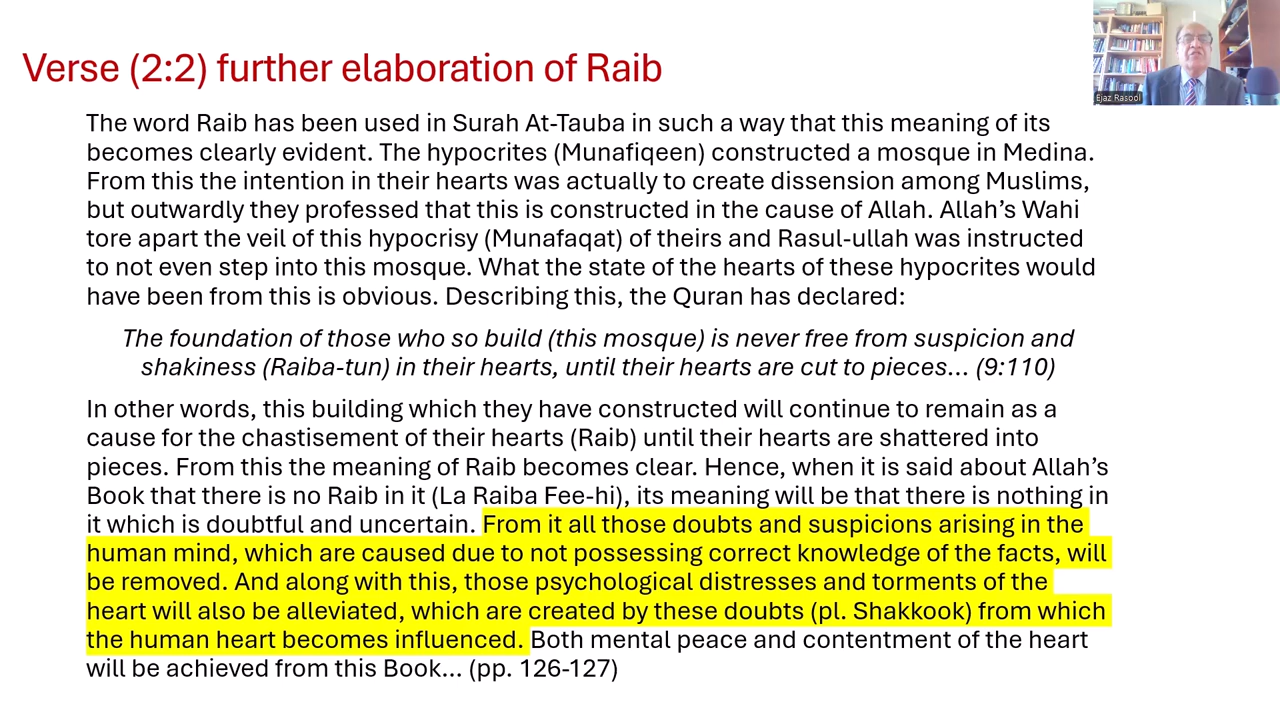 Verse (2:2) further elaboration of Raib
Ejaz Rasool
The word Raib has been used in Surah At-Tauba in such a way that this meaning of its
becomes clearly evident. The hypocrites (Munafiqeen) constructed a mosque in Medina.
From this the intention in their hearts was actually to create dissension among Muslims,
but outwardly they professed that this is constructed in the cause of Allah. Allah’s Wahi
tore apart the veil of this hypocrisy (Munafaqat) of theirs and Rasul-ullah was instructed
to not even step into this mosque. What the state of the hearts of these hypocrites would
have been from this is obvious. Describing this, the Quran has declared:
The foundation of those who so build (this mosque) is never free from suspicion and
shakiness (Raiba-tun) in their hearts, until their hearts are cut to pieces... (9:110)
In other words, this building which they have constructed will continue to remain as a
cause for the chastisement of their hearts (Raib) until their hearts are shattered into
pieces. From this the meaning of Raib becomes clear. Hence, when it is said about Allah’s
Book that there is no Raib in it (La Raiba Fee-hi), its meaning will be that there is nothing in
it which is doubtful and uncertain. From it all those doubts and suspicions arising in the
human mind, which are caused due to not possessing correct knowledge of the facts, will
be removed. And along with this, those psychological distresses and torments of the
heart will also be alleviated, which are created by these doubts (pl. Shakkook) from which
the human heart becomes influenced. Both mental peace and contentment of the heart
will be achieved from this Book... (pp. 126-127)